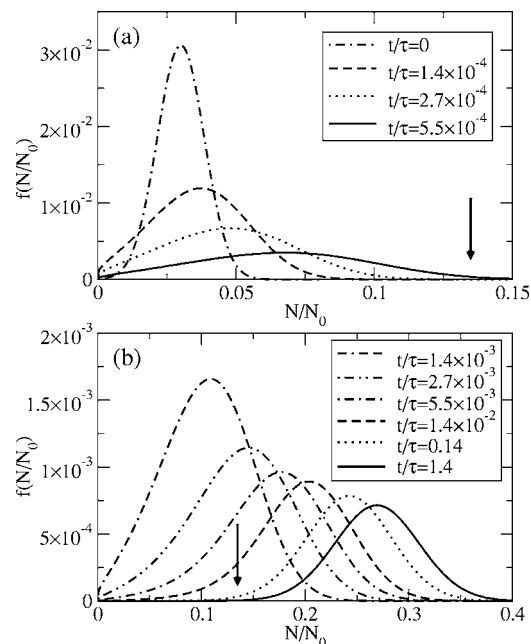 (a)
t/τ=0
t/τ=1.4×10⁻⁴
t/τ=2.7×10⁻⁴
t/τ=5.5×10⁻⁴
f(N/N₀)
3×10⁻²
2×10⁻²
1×10⁻²
0
0 0.05 0.1 0.15
N/N₀
(b)
t/τ=1.4×10⁻³
t/τ=2.7×10⁻³
t/τ=5.5×10⁻³
t/τ=1.4×10⁻²
t/τ=0.14
t/τ=1.4
f(N/N₀)
2×10⁻³
1.5×10⁻³
1×10⁻³
5×10⁻⁴
0
0 0.1 0.2 0.3 0.4
N/N₀